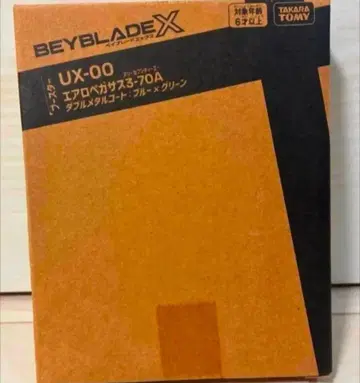 BEYBLADE X
ベイブレードエックス
対象年齢
6才以上
TAKARA
TOMY
ブースター
UX-00
エアロペガサス3-70A
ダブルメタルコート：ブルー×グリーン